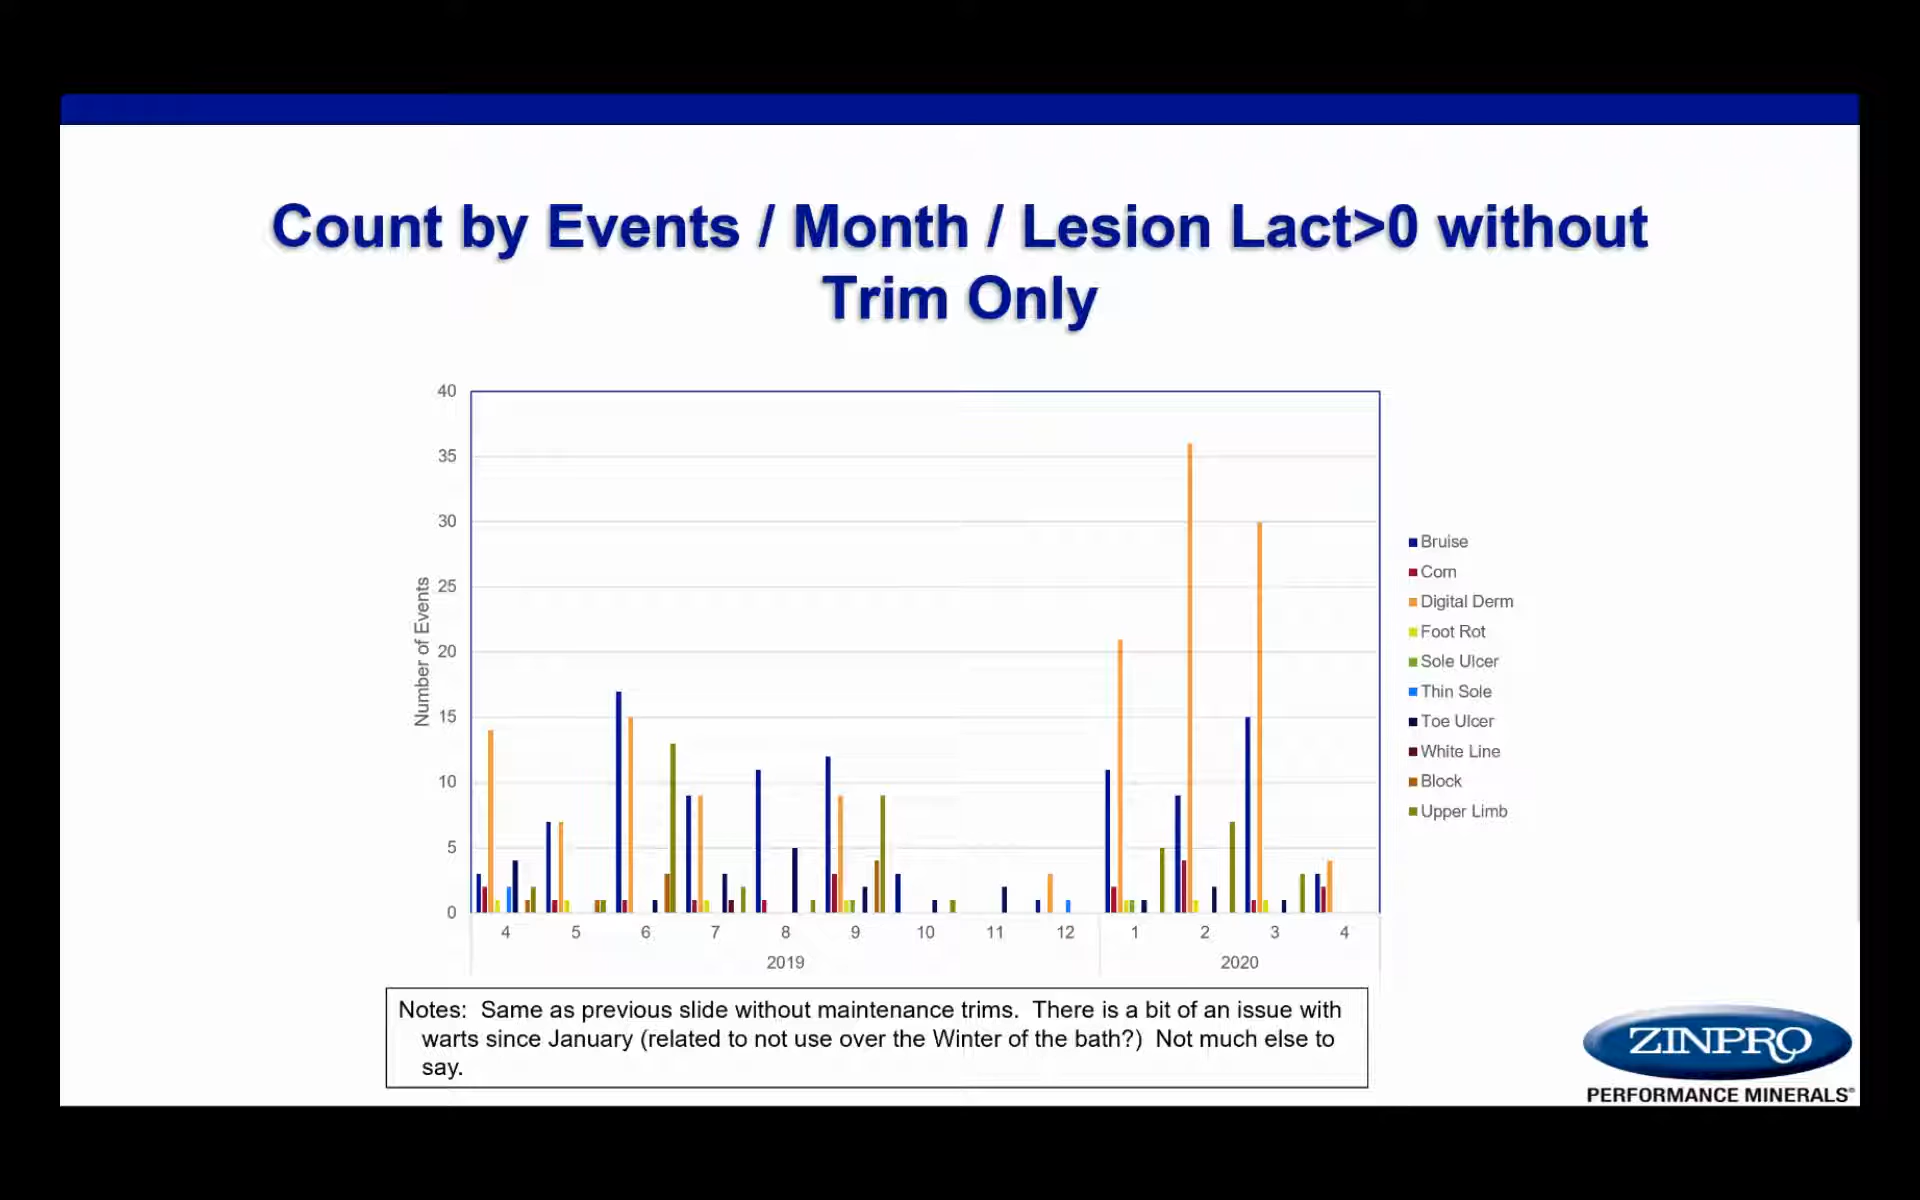 Count by Events / Month / Lesion Lact>0 without
Trim Only
40
35
30
25
20
15
10
5
0
Number of Events
4 5 6 7 8 9 10 11 12 1 2 3 4
2019 2020
Bruise
Corn
Digital Derm
Foot Rot
Sole Ulcer
Thin Sole
Toe Ulcer
White Line
Block
Upper Limb
Notes: Same as previous slide without maintenance trims. There is a bit of an issue with
warts since January (related to not use over the Winter of the bath?) Not much else to
say.
ZINPRO
PERFORMANCE MINERALS®